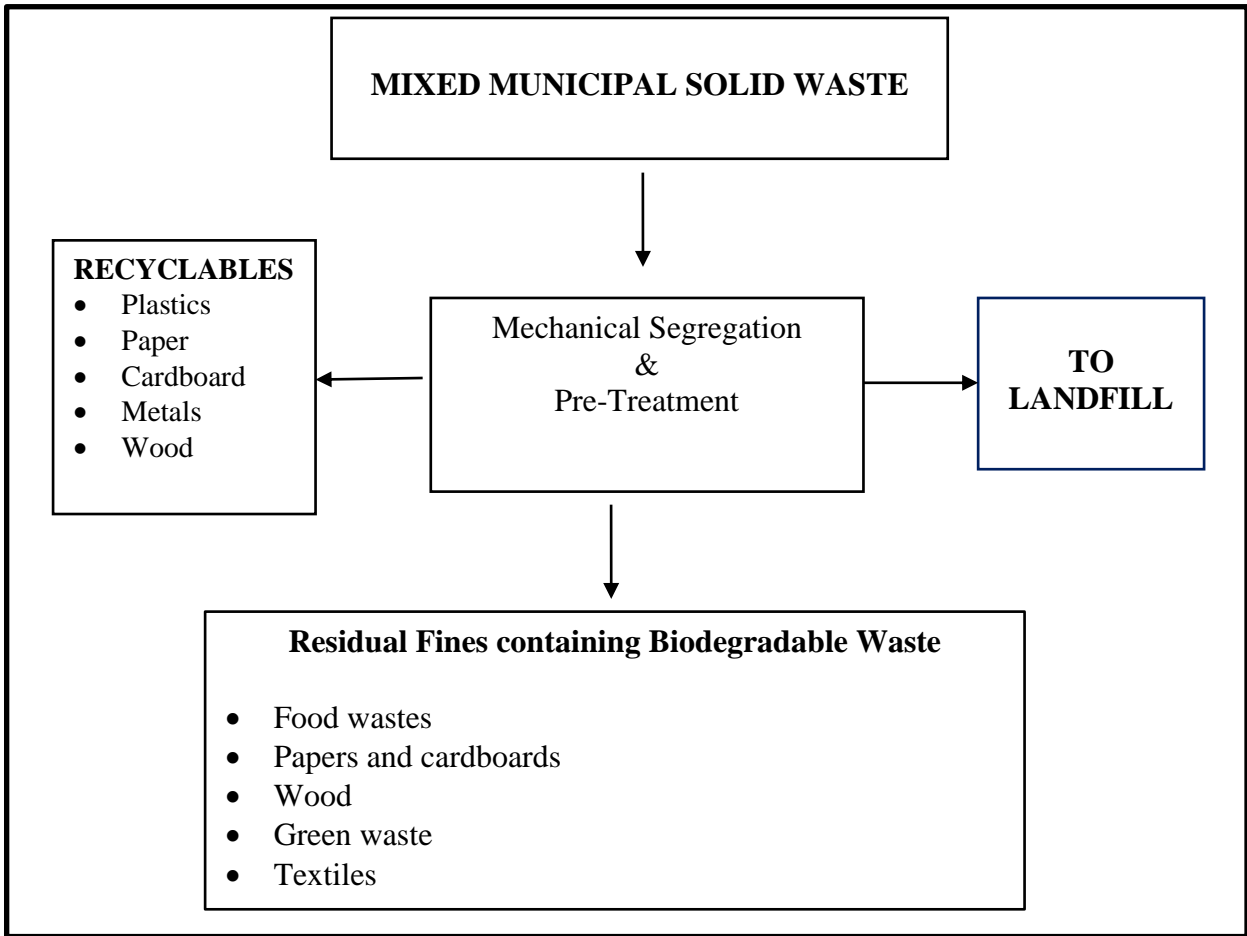 MIXED MUNICIPAL SOLID WASTE
RECYCLABLES
• Plastics
• Paper
• Cardboard
• Metals
• Wood
Mechanical Segregation
&
Pre-Treatment
TO
LANDFILL
Residual Fines containing Biodegradable Waste
• Food wastes
• Papers and cardboards
• Wood
• Green waste
• Textiles